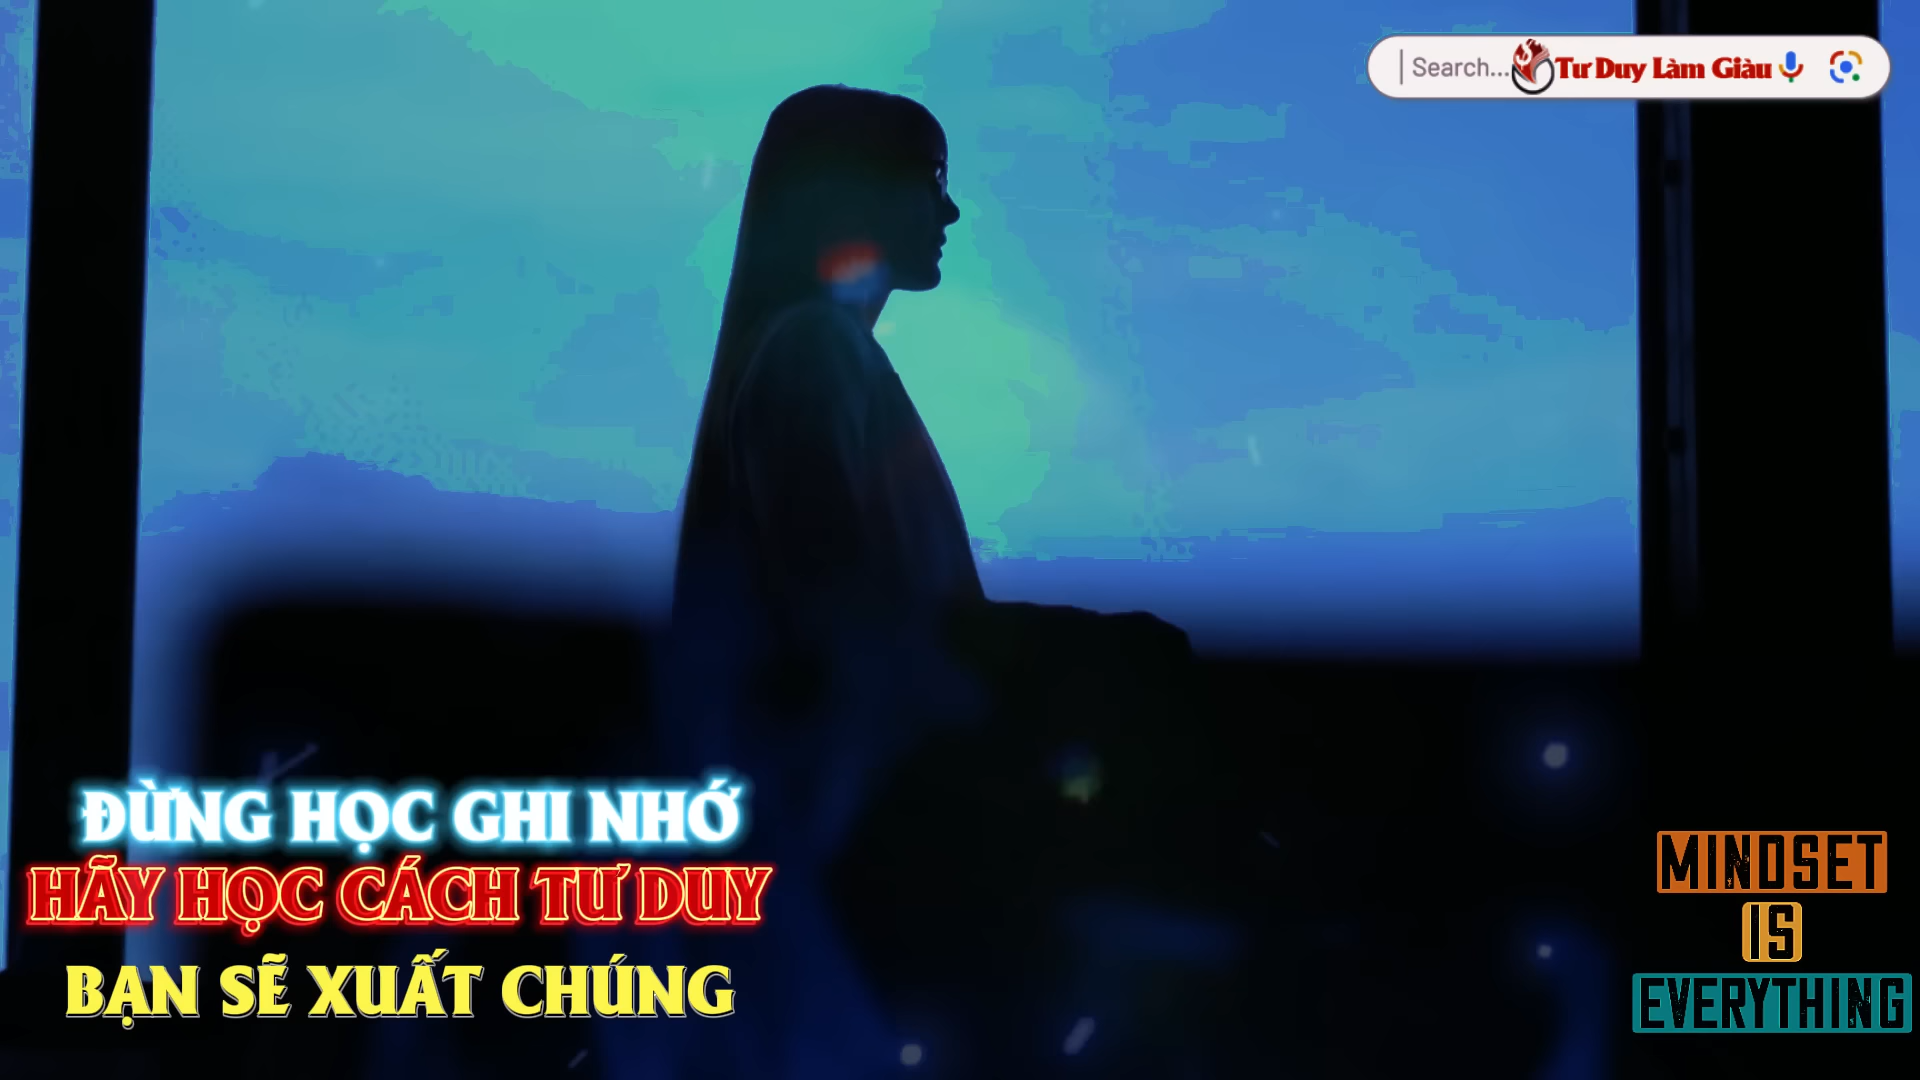 Search... Tư Duy Làm Giàu
ĐỪNG HỌC GHI NHỚ
HÃY HỌC CÁCH TƯ DUY
BẠN SẼ XUẤT CHÚNG
MINDSET
IS
EVERYTHING